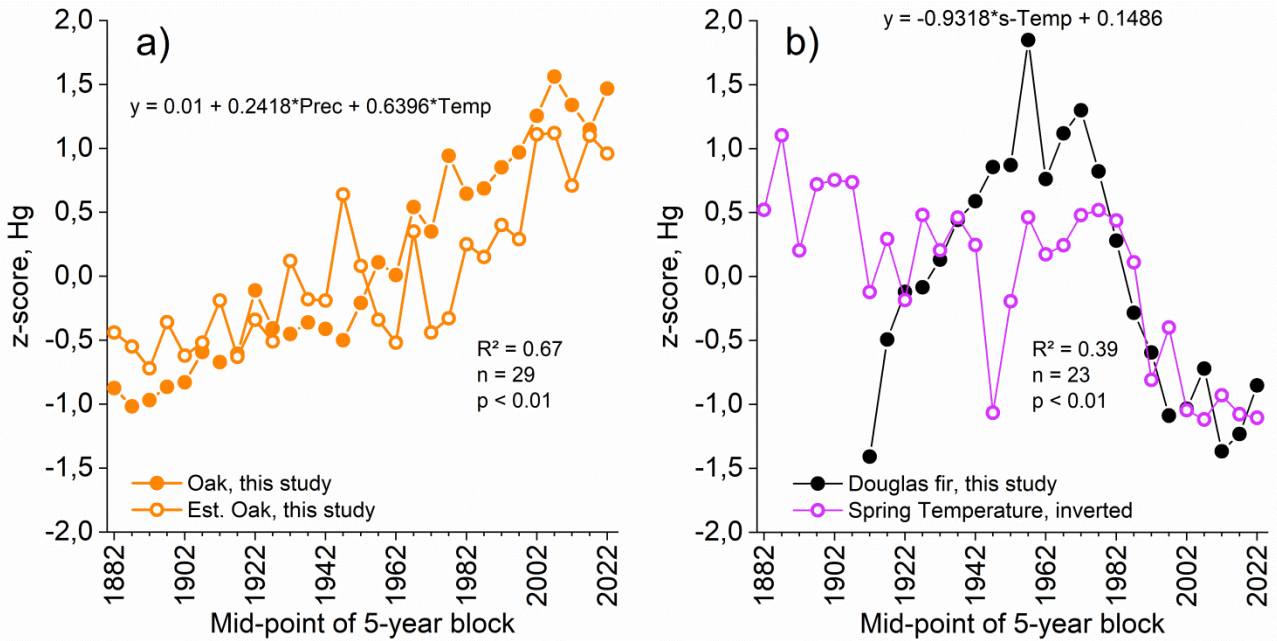 a)
y = 0.01 + 0.2418*Prec + 0.6396*Temp
z-score, Hg
2,0
1,5
1,0
0,5
0,0
-0,5
-1,0
-1,5
-2,0
R² = 0.67
n = 29
p < 0.01
Oak, this study
Est. Oak, this study
1882
1902
1922
1942
1962
1982
2002
2022
Mid-point of 5-year block
b)
y = -0.9318*s-Temp + 0.1486
z-score, Hg
2,0
1,5
1,0
0,5
0,0
-0,5
-1,0
-1,5
-2,0
R² = 0.39
n = 23
p < 0.01
Douglas fir, this study
Spring Temperature, inverted
1882
1902
1922
1942
1962
1982
2002
2022
Mid-point of 5-year block